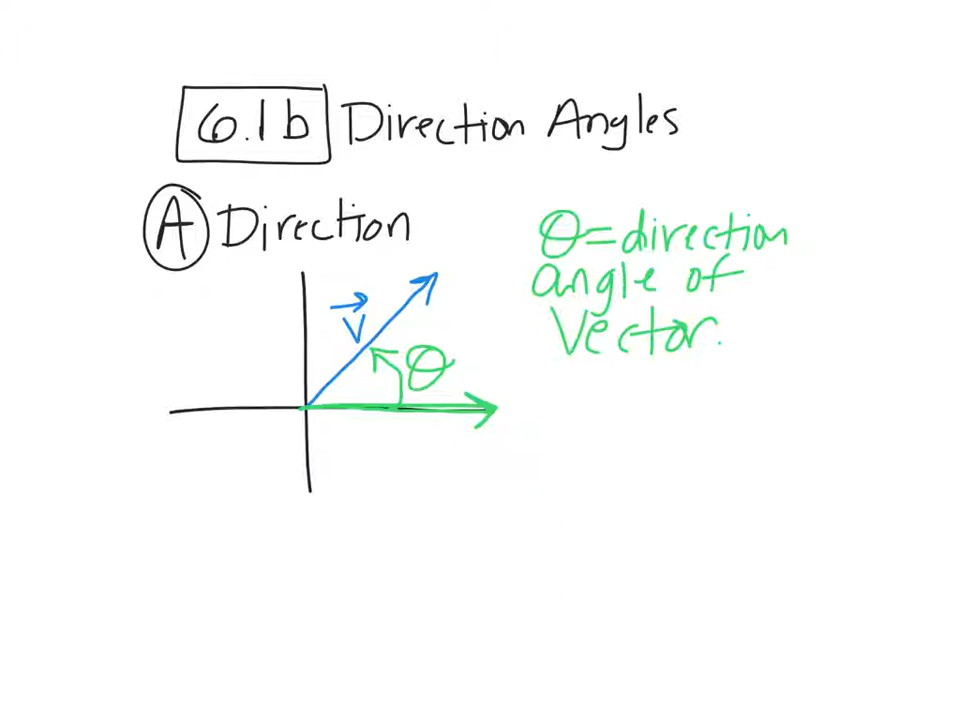 6.1b Direction Angles
A Direction
θ = direction
angle of
Vector.
V
θ